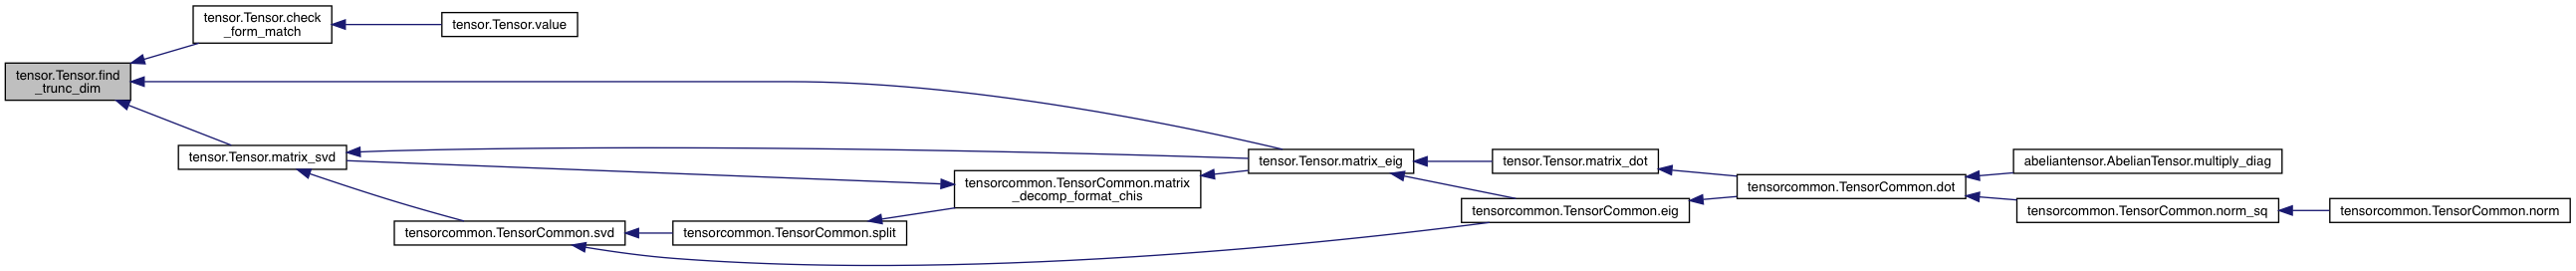 tensor.Tensor.check
_form_match
tensor.Tensor.value
tensor.Tensor.find
_trunc_dim
tensor.Tensor.matrix_svd
tensor.Tensor.matrix_eig
tensor.Tensor.matrix_dot
abeliantensor.AbelianTensor.multiply_diag
tensorcommon.TensorCommon.matrix
_decomp_format_chis
tensorcommon.TensorCommon.dot
tensorcommon.TensorCommon.eig
tensorcommon.TensorCommon.norm_sq
tensorcommon.TensorCommon.norm
tensorcommon.TensorCommon.svd
tensorcommon.TensorCommon.split